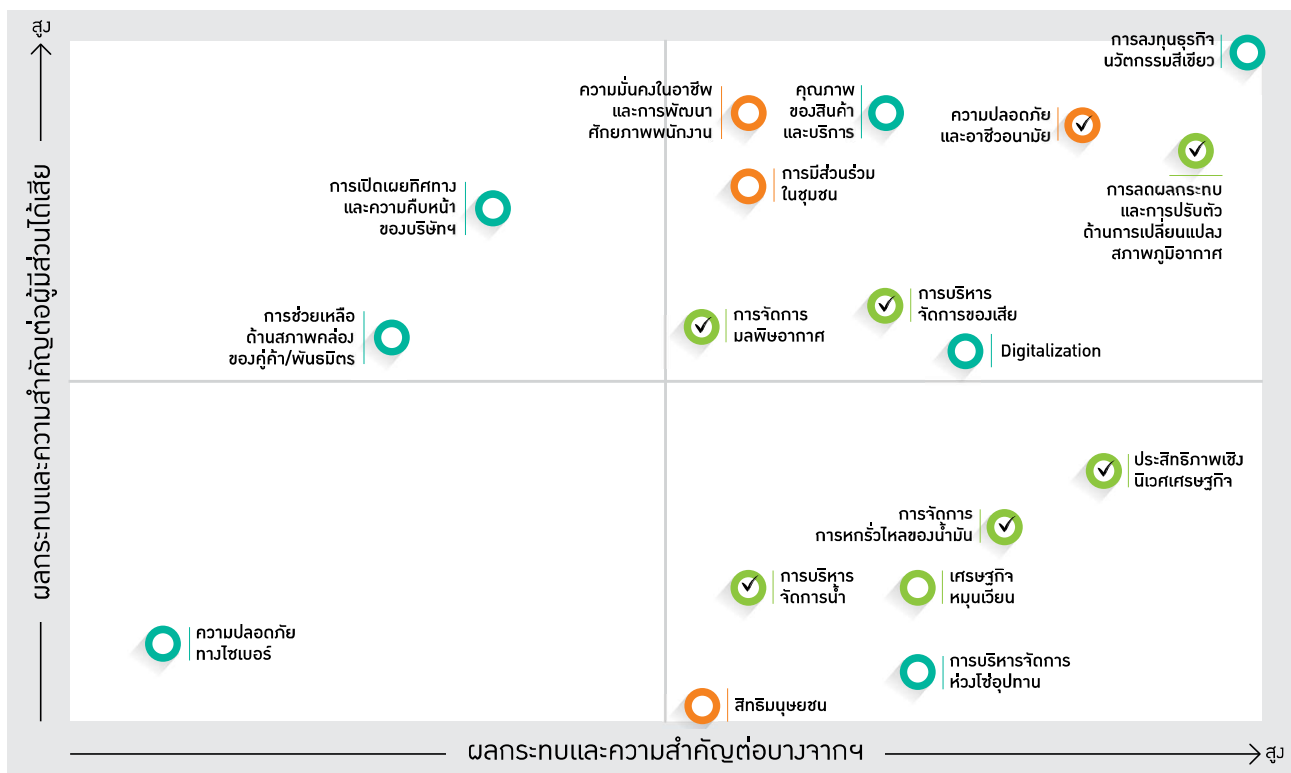 สูง
ผลกระทบและความสำคัญต่อผู้มีส่วนได้เสีย
การลงทุนธุรกิจ
นวัตกรรมสีเขียว
ความมั่นคงในอาชีพ
และการพัฒนา
ศักยภาพพนักงาน
คุณภาพ
ของสินค้า
และบริการ
ความปลอดภัย
และอาชีวอนามัย
การลดผลกระทบ
และการปรับตัว
ด้านการเปลี่ยนแปลง
สภาพภูมิอากาศ
การมีส่วนร่วม
ในชุมชน
การเปิดเผยทิศทาง
และความคืบหน้า
ของบริษัทฯ
การช่วยเหลือ
ด้านสภาพคล่อง
ของคู่ค้า/พันธมิตร
การจัดการ
มลพิษอากาศ
การบริหาร
จัดการของเสีย
Digitalization
ประสิทธิภาพเชิง
นิเวศเศรษฐกิจ
การจัดการ
การหกรั่วไหลของน้ำมัน
การบริหาร
จัดการน้ำ
เศรษฐกิจ
หมุนเวียน
ความปลอดภัย
ทางไซเบอร์
การบริหารจัดการ
ห่วงโซ่อุปทาน
สิทธิมนุษยชน
ผลกระทบและความสำคัญต่อบางจากฯ
สูง